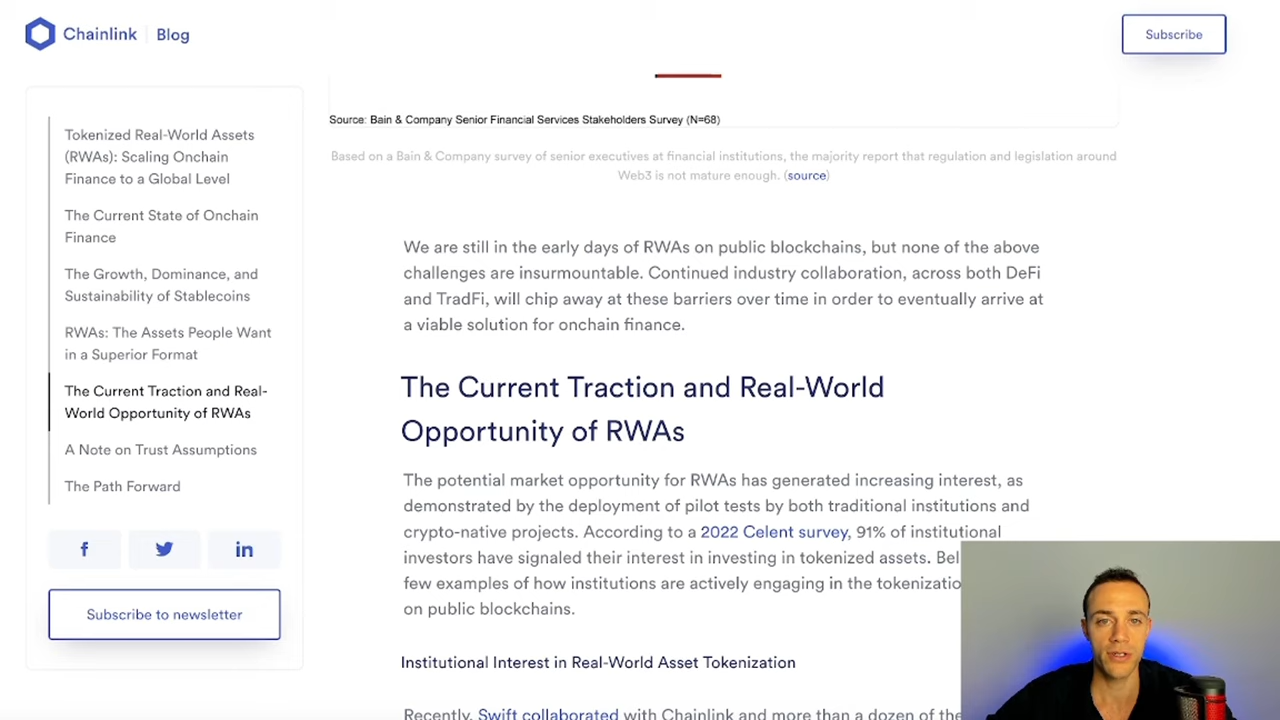 Chainlink Blog
Subscribe
Tokenized Real-World Assets
(RWAs): Scaling Onchain
Finance to a Global Level
The Current State of Onchain
Finance
The Growth, Dominance, and
Sustainability of Stablecoins
RWAs: The Assets People Want
in a Superior Format
The Current Traction and Real-
World Opportunity of RWAs
A Note on Trust Assumptions
The Path Forward
Subscribe to newsletter
Source: Bain & Company Senior Financial Services Stakeholders Survey (N=68)
Based on a Bain & Company survey of senior executives at financial institutions, the majority report that regulation and legislation around
Web3 is not mature enough. (source)
We are still in the early days of RWAs on public blockchains, but none of the above
challenges are insurmountable. Continued industry collaboration, across both DeFi
and TradFi, will chip away at these barriers over time in order to eventually arrive at
a viable solution for onchain finance.
The Current Traction and Real-World
Opportunity of RWAs
The potential market opportunity for RWAs has generated increasing interest, as
demonstrated by the deployment of pilot tests by both traditional institutions and
crypto-native projects. According to a 2022 Celent survey, 91% of institutional
investors have signaled their interest in investing in tokenized assets. Bel
few examples of how institutions are actively engaging in the tokenizatio
on public blockchains.
Institutional Interest in Real-World Asset Tokenization
Recently, Swift collaborated with Chainlink and more than a dozen of the